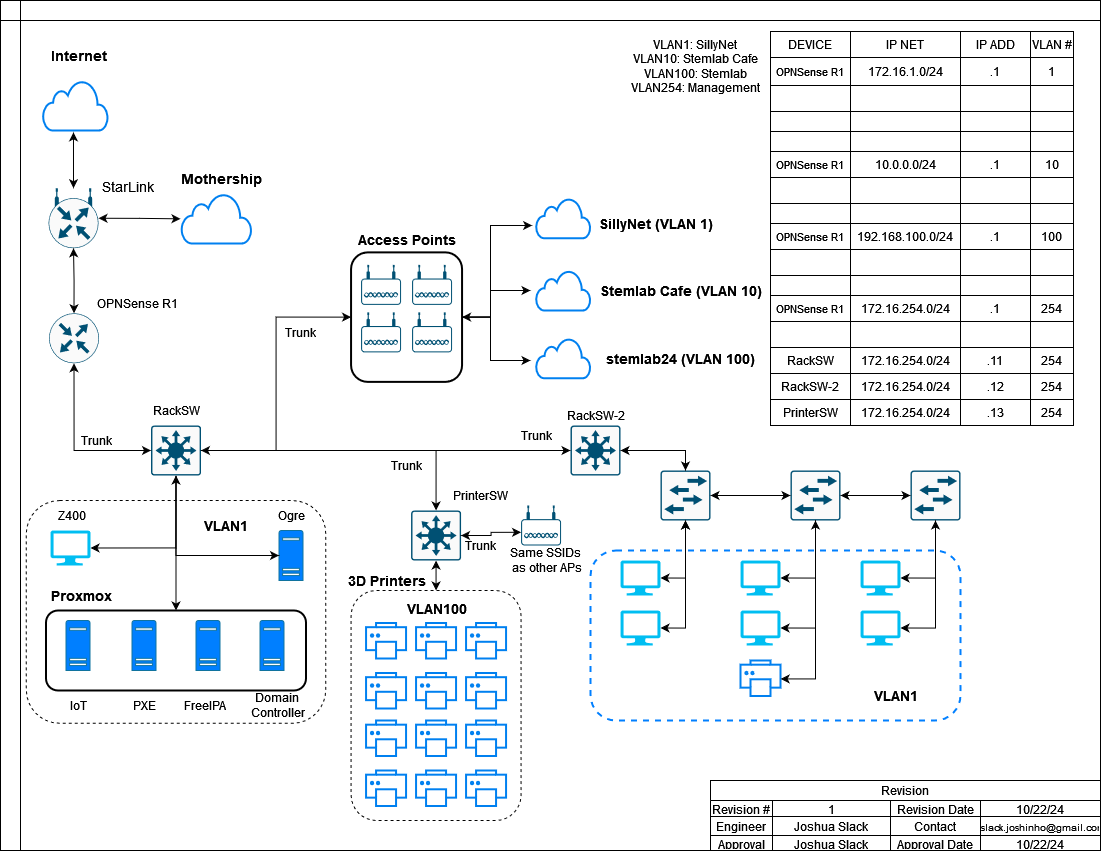 Internet
StarLink
Mothership
OPNSense R1
Trunk
RackSW
Access Points
Trunk
SillyNet (VLAN 1)
Stemlab Cafe (VLAN 10)
stemlab24 (VLAN 100)
VLAN1: SillyNet
VLAN10: Stemlab Cafe
VLAN100: Stemlab
VLAN254: Management
DEVICE IP NET IP ADD VLAN #
OPNSense R1 172.16.1.0/24 .1 1
OPNSense R1 10.0.0.0/24 .1 10
OPNSense R1 192.168.100.0/24 .1 100
OPNSense R1 172.16.254.0/24 .1 254
RackSW 172.16.254.0/24 .11 254
RackSW-2 172.16.254.0/24 .12 254
PrinterSW 172.16.254.0/24 .13 254
RackSW-2
Trunk
Trunk
PrinterSW
Trunk
Same SSIDs
as other APs
Z400
VLAN1
Ogre
Proxmox
IoT
PXE
FreeIPA
Domain
Controller
3D Printers
VLAN100
VLAN1
Revision
Revision # 1 Revision Date 10/22/24
Engineer Joshua Slack Contact slack.joshinho@gmail.con
Approval Joshua Slack Approval Date 10/22/24